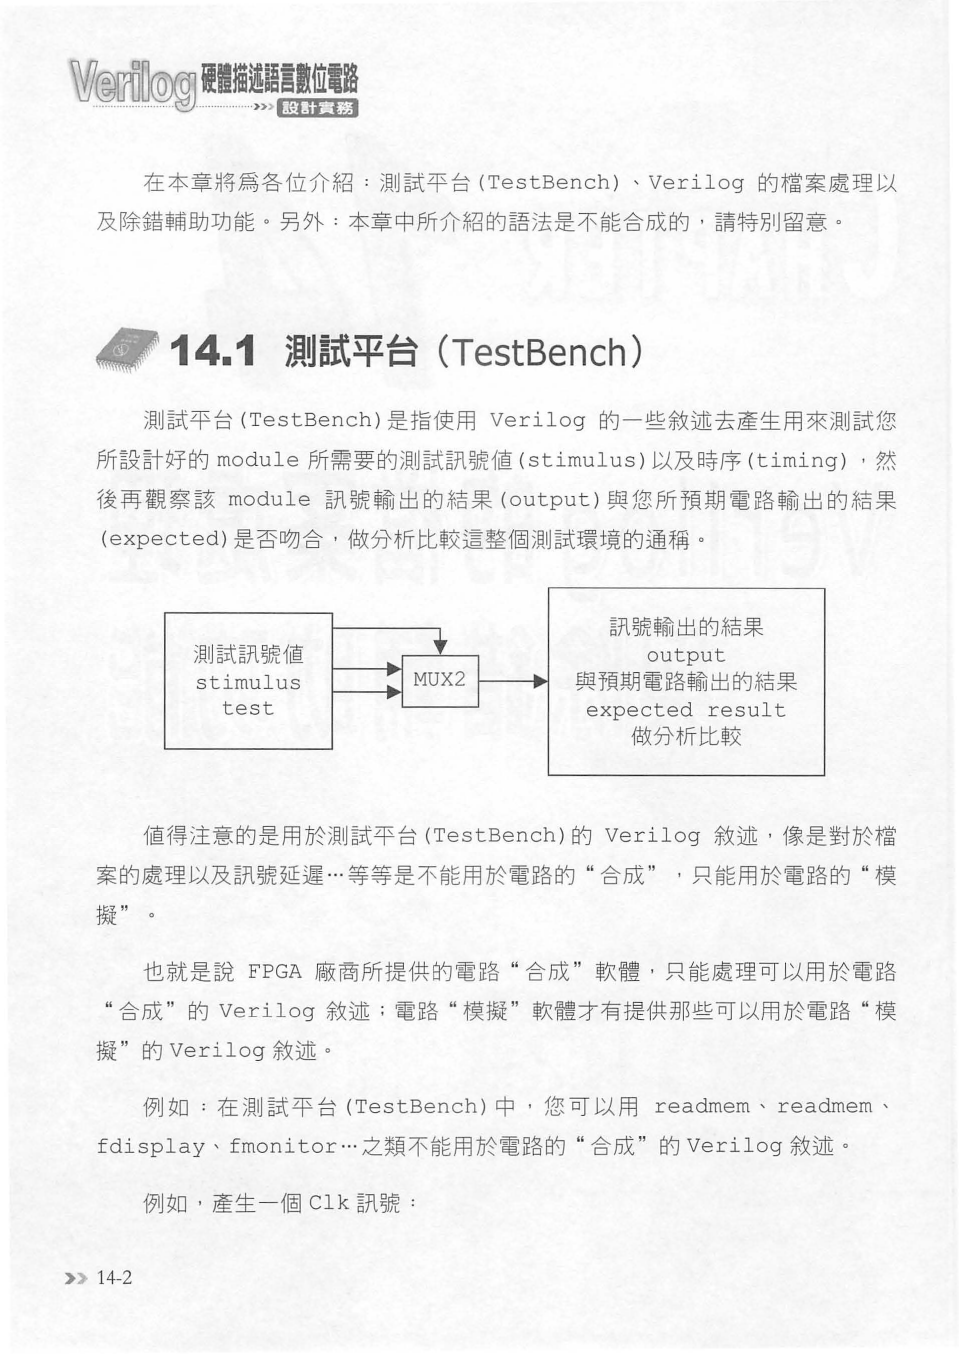 Verilog 硬體描述語言數位電路
設計實務
在本章將為各位介紹：測試平台(TestBench)、Verilog 的檔案處理以
及除錯輔助功能。另外：本章中所介紹的語法是不能合成的，請特別留意。
14.1 測試平台（TestBench）
測試平台(TestBench)是指使用 Verilog 的一些敘述去產生用來測試您
所設計好的 module 所需要的測試訊號值(stimulus)以及時序(timing)，然
後再觀察該 module 訊號輸出的結果(output)與您所預期電路輸出的結果
(expected)是否吻合，做分析比較這整個測試環境的通稱。
測試訊號值
stimulus
test
MUX2
訊號輸出的結果
output
與預期電路輸出的結果
expected result
做分析比較
值得注意的是用於測試平台(TestBench)的 Verilog 敘述，像是對於檔
案的處理以及訊號延遲…等等是不能用於電路的“合成”，只能用於電路的“模
擬”。
也就是說 FPGA 廠商所提供的電路“合成”軟體，只能處理可以用於電路
“合成”的 Verilog 敘述；電路“模擬”軟體才有提供那些可以用於電路“模
擬”的 Verilog 敘述。
例如：在測試平台(TestBench)中，您可以用 readmem、readmem、
fdisplay、fmonitor…之類不能用於電路的“合成”的 Verilog 敘述。
例如，產生一個 Clk 訊號：
14-2